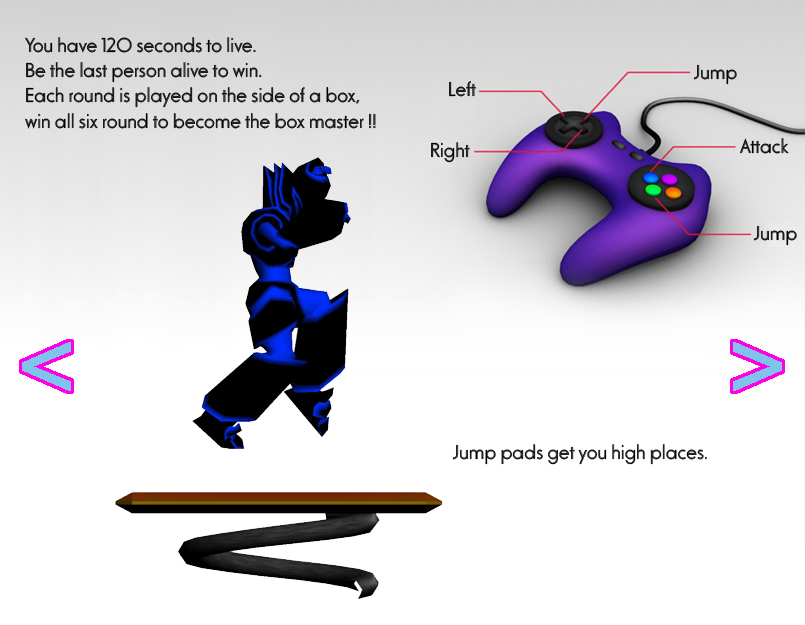 You have 120 seconds to live.
Be the last person alive to win.
Each round is played on the side of a box,
win all six round to become the box master !!
Jump
Left
Right
Attack
Jump
Jump pads get you high places.